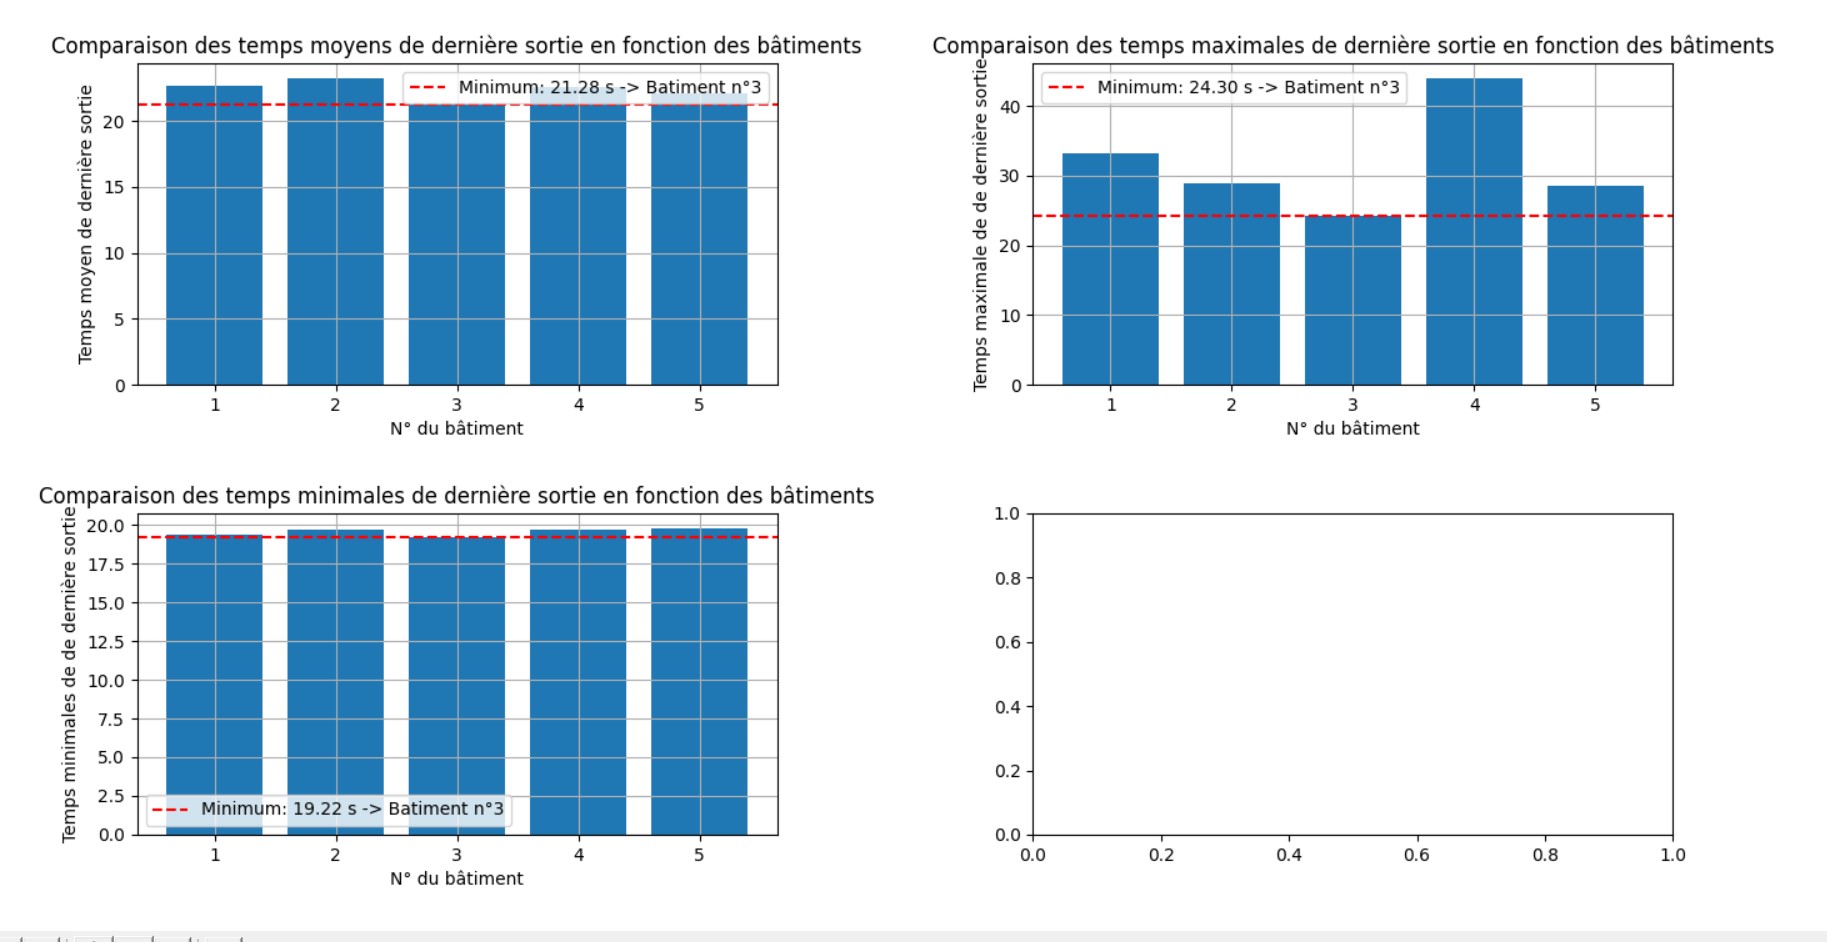 Comparaison des temps moyens de dernière sortie en fonction des bâtiments
Temps moyen de dernière sortie
Minimum: 21.28 s -> Batiment n°3
20
15
10
5
0
1 2 3 4 5
N° du bâtiment
Comparaison des temps maximales de dernière sortie en fonction des bâtiments
Temps maximale de de dernière sortie
Minimum: 24.30 s -> Batiment n°3
40
30
20
10
0
1 2 3 4 5
N° du bâtiment
Comparaison des temps minimales de dernière sortie en fonction des bâtiments
Temps minimales de de dernière sortie
20.0
17.5
15.0
12.5
10.0
7.5
5.0
2.5
0.0
Minimum: 19.22 s -> Batiment n°3
1 2 3 4 5
N° du bâtiment
1.0
0.8
0.6
0.4
0.2
0.0
0.0 0.2 0.4 0.6 0.8 1.0